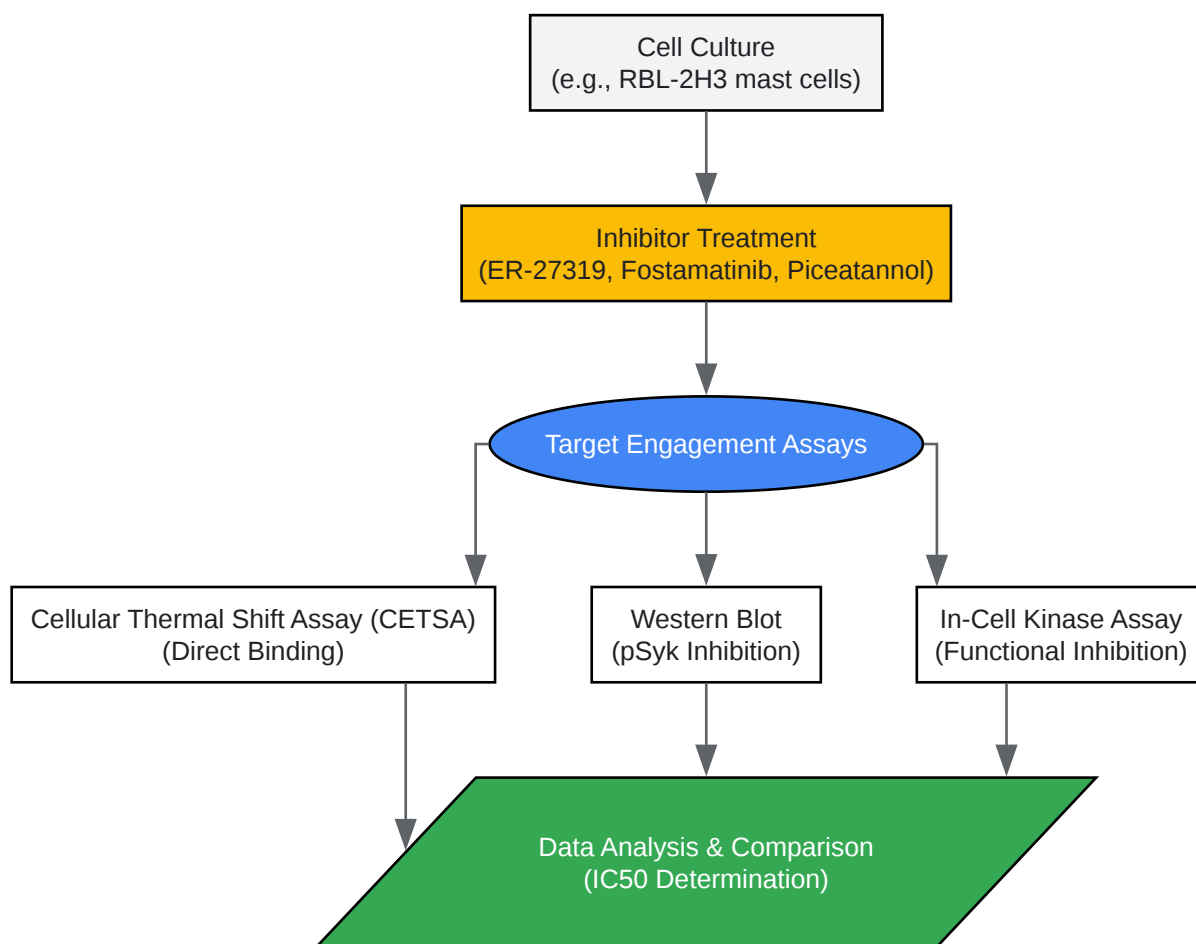 Cell Culture
(e.g., RBL-2H3 mast cells)
Inhibitor Treatment
(ER-27319, Fostamatinib, Piceatannol)
Target Engagement Assays
Cellular Thermal Shift Assay (CETSA)
(Direct Binding)
Western Blot
(pSyk Inhibition)
In-Cell Kinase Assay
(Functional Inhibition)
Data Analysis & Comparison
(IC50 Determination)